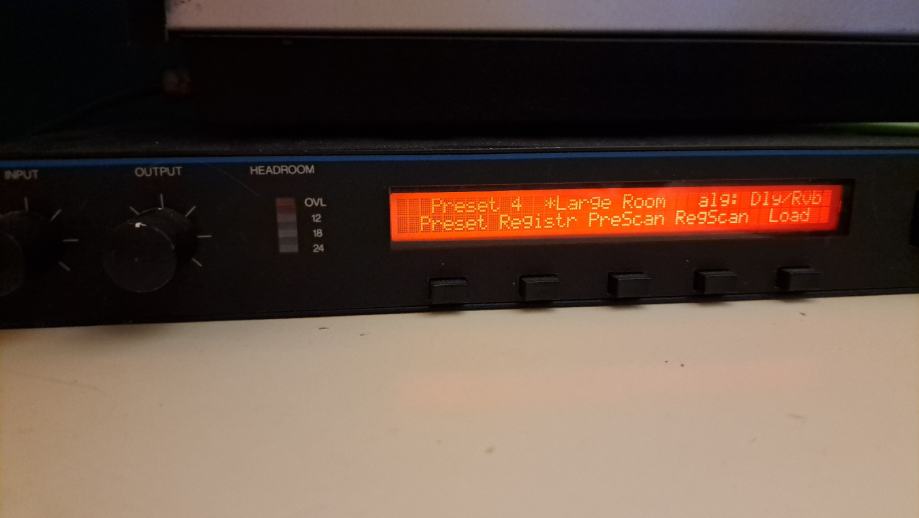 INPUT
OUTPUT
HEADROOM
OVL
12
18
24
Preset 4 *Large Room alg: Dly/Rvb
Preset Registr PreScan RegScan Load